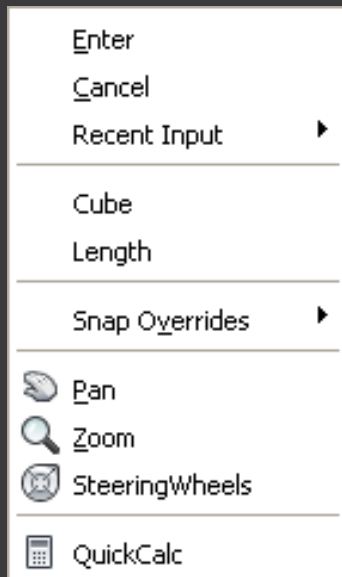 Enter
Cancel
Recent Input
Cube
Length
Snap Overrides
Pan
Zoom
SteeringWheels
QuickCalc